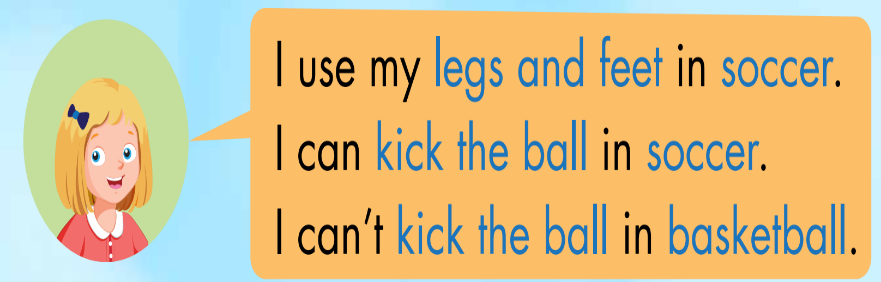 I use my legs and feet in soccer.
I can kick the ball in soccer.
I can't kick the ball in basketball.